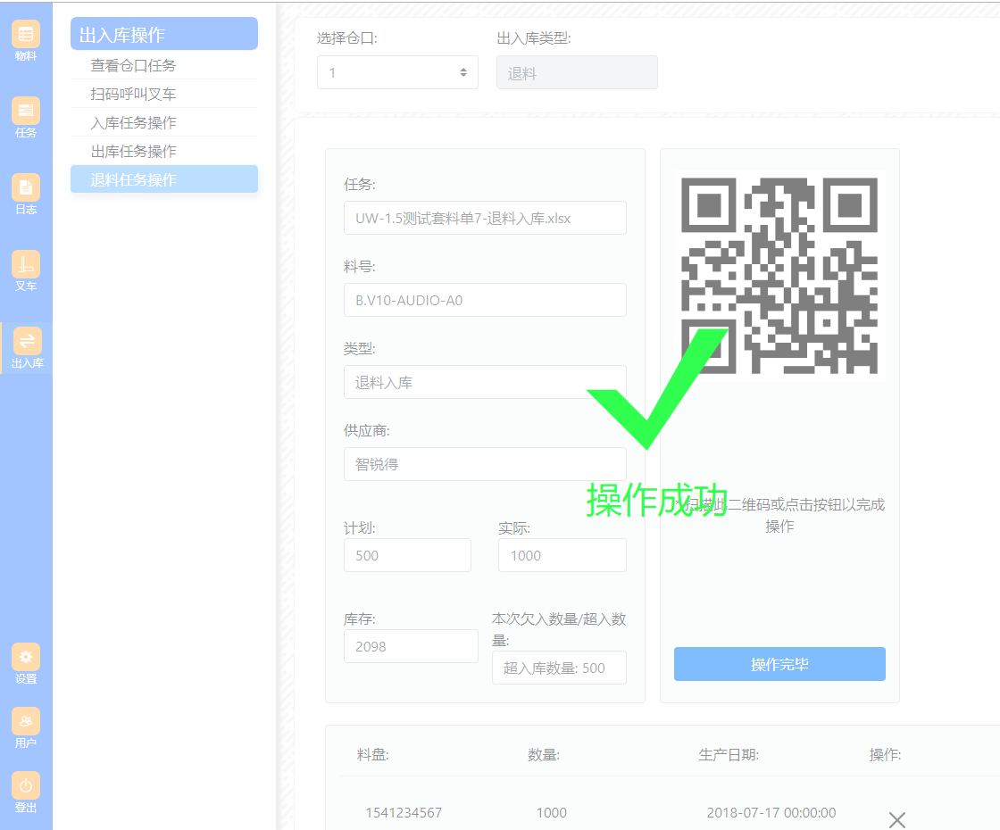 物料
任务
日志
叉车
出入库
设置
用户
登出
出入库操作
查看仓口任务
扫码呼叫叉车
入库任务操作
出库任务操作
退料任务操作
选择仓口:
1
出入库类型:
退料
任务:
UW-1.5测试套料单7-退料入库.xlsx
料号:
B.V10-AUDIO-A0
类型:
退料入库
供应商:
智锐得
计划:
500
实际:
1000
库存:
2098
本次欠入数量/超入数
量:
超入库数量: 500
操作成功
* 扫描此二维码或点击按钮以完成
操作
操作完毕
料盘: 数量: 生产日期: 操作:
1541234567 1000 2018-07-17 00:00:00